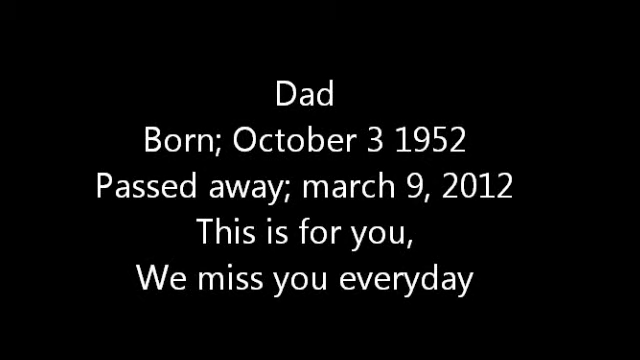 Dad
Born; October 3 1952
Passed away; march 9, 2012
This is for you,
We miss you everyday